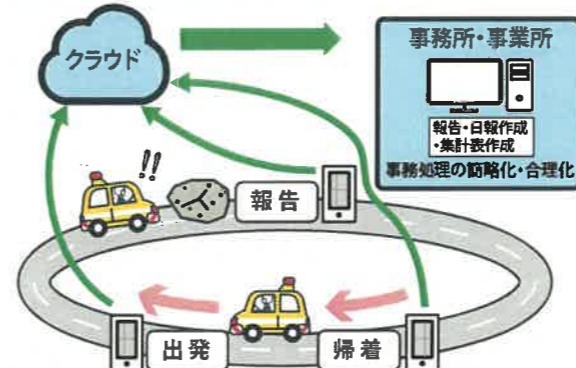 クラウド
事務所・事業所
報告・日報作成
・集計表作成
事務処理の簡略化・合理化
!!
報告
出発
帰着